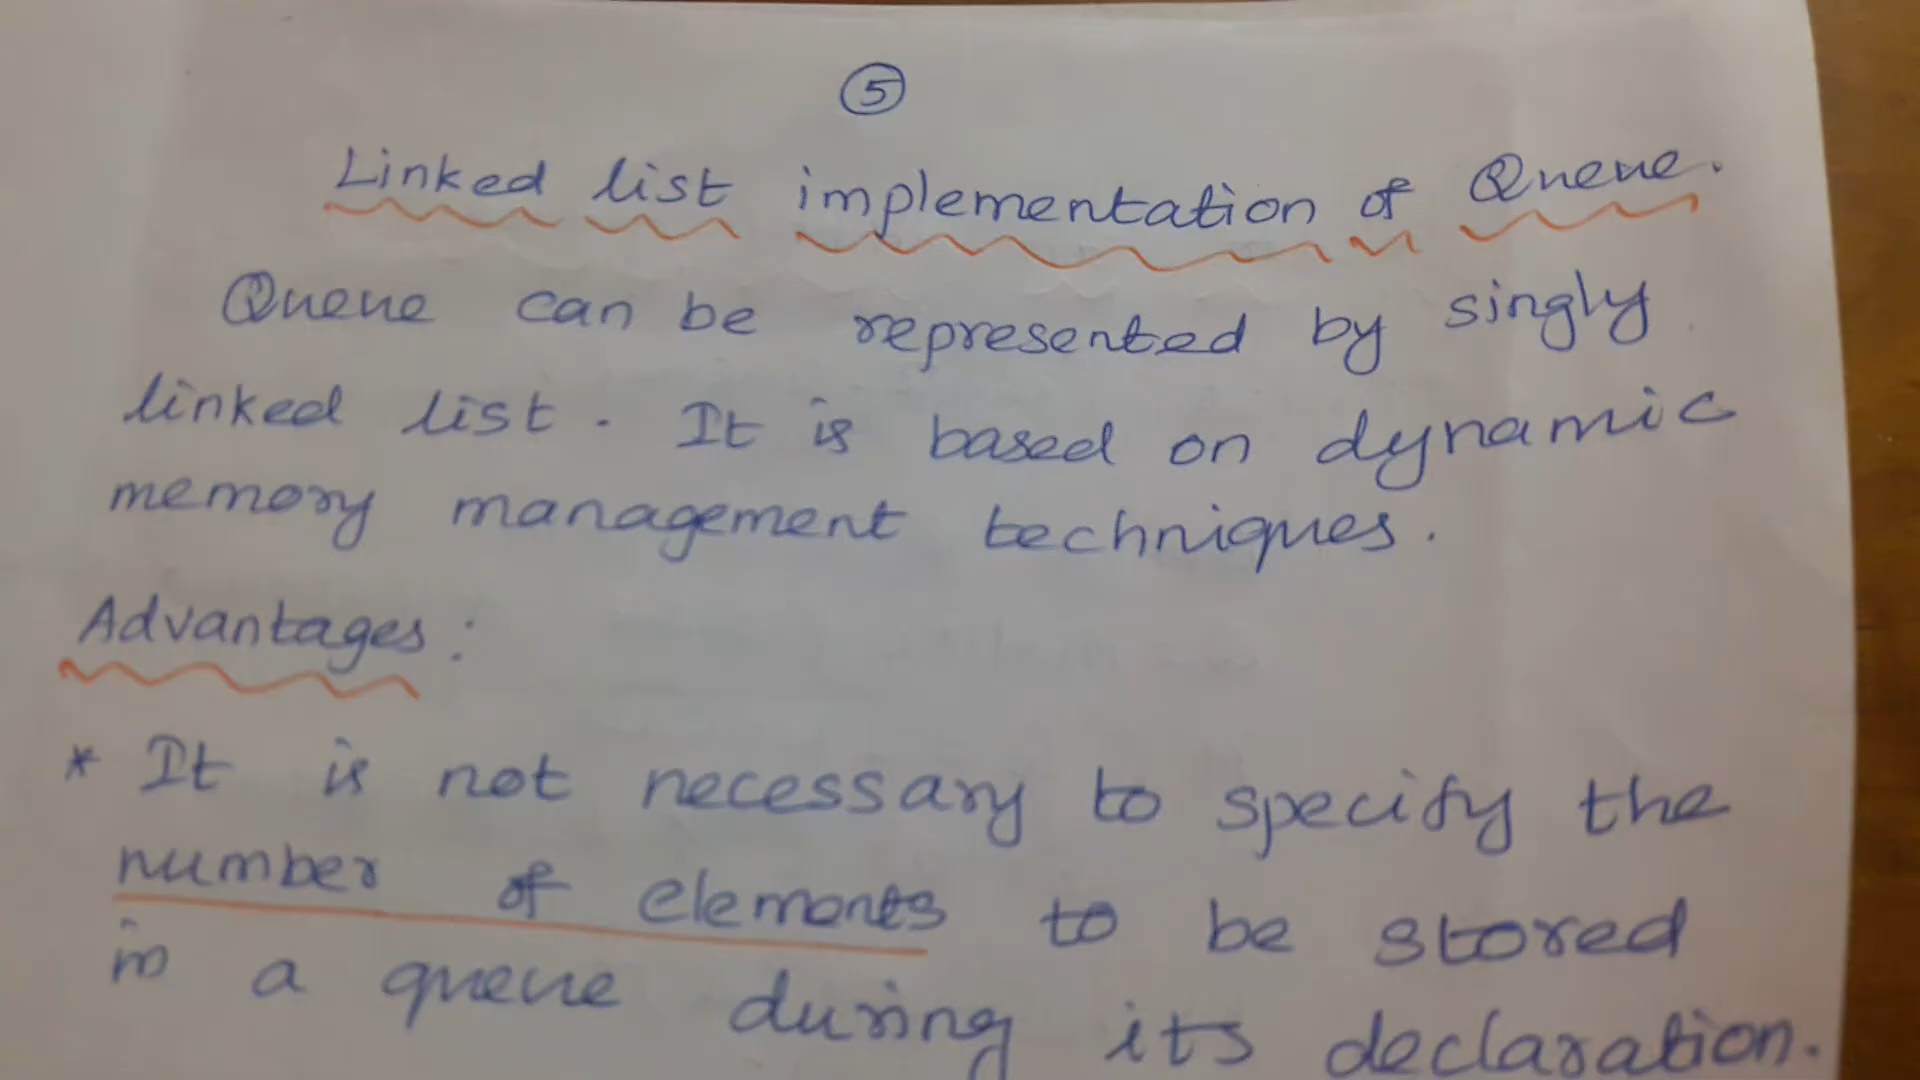 5
Linked list implementation of Queue.
Queue can be represented by singly
linked list. It is based on dynamic
memory management techniques.
Advantages:
* It is not necessary to specify the
number of elements to be stored
in a queue during its declaration.